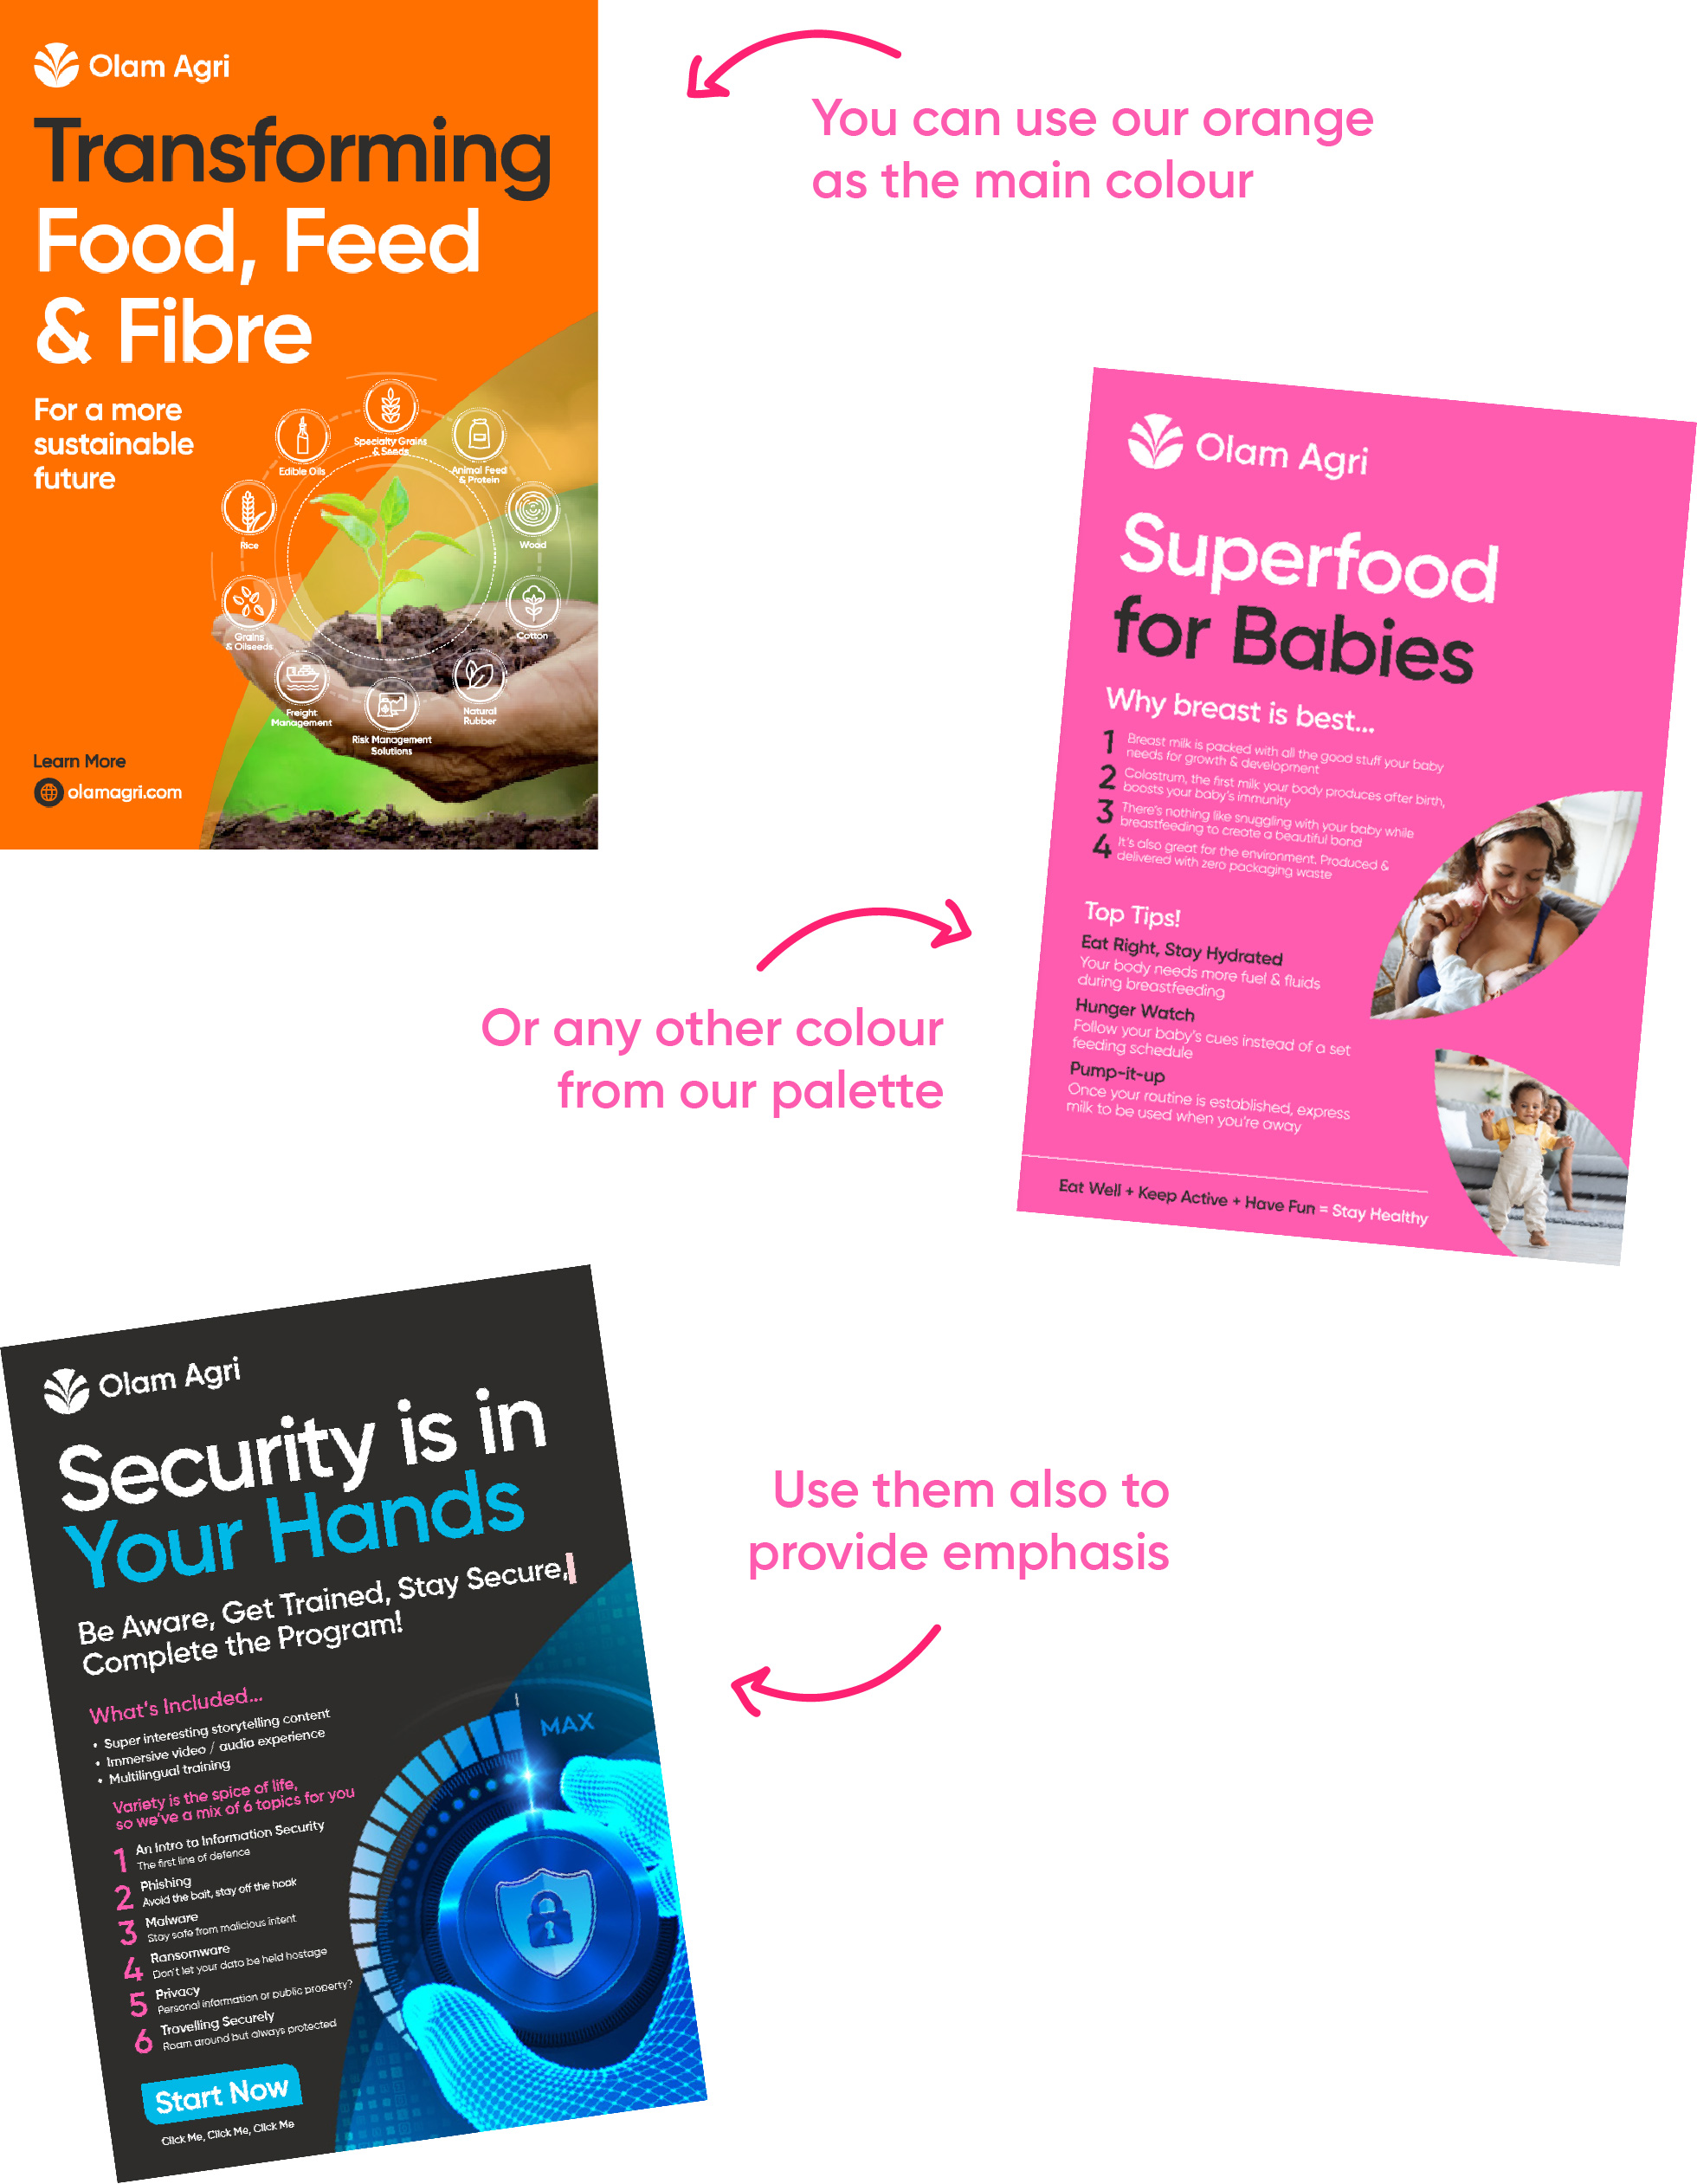 Olam Agri
Transforming
Food, Feed
& Fibre
For a more
sustainable
future
Specialty Grains
& Seeds
Edible Oils
Animal Feed
& Protein
Rice
Wood
Grains
& Oilseeds
Cotton
Freight
Management
Natural
Rubber
Risk Management
Solutions
Learn More
olamagri.com
You can use our orange
as the main colour
Olam Agri
Superfood
for Babies
Why breast is best...
1 Breast milk is packed with all the good stuff your baby
needs for growth & development
2 Colostrum, the first milk your body produces after birth,
boosts your baby's immunity
3 There's nothing like snuggling with your baby while
breastfeeding to create a beautiful bond
4 It's also great for the environment. Produced &
delivered with zero packaging waste
Top Tips!
Eat Right, Stay Hydrated
Your body needs more fuel & fluids
during breastfeeding
Hunger Watch
Follow your baby's cues instead of a set
feeding schedule
Pump-it-up
Once your routine is established, express
milk to be used when you're away
Eat Well + Keep Active + Have Fun = Stay Healthy
Or any other colour
from our palette
Olam Agri
Security is in
Your Hands
Be Aware, Get Trained, Stay Secure,
Complete the Program!
What's Included...
• Super interesting storytelling content
• Immersive video / audio experience
• Multilingual training
Variety is the spice of life,
so we've a mix of 6 topics for you
1 An Intro to Information Security
The first line of defence
2 Phishing
Avoid the bait, stay off the hook
3 Malware
Stay safe from malicious intent
4 Ransomware
Don't let your data be held hostage
5 Privacy
Personal information or public property?
6 Travelling Securely
Roam around but always protected
Start Now
Click Me, Click Me, Click Me
MAX
Use them also to
provide emphasis